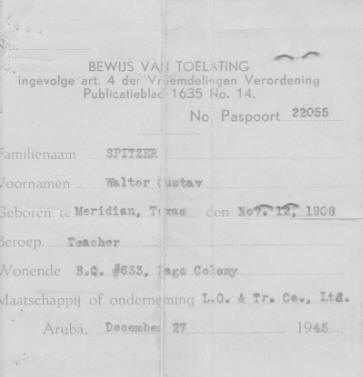 No.
BEWIJS VAN TOELATING
ingevolge art. 4 der Vreemdelingen Verordening
Publicatieblad 1635 No. 14.
No. Paspoort 22055
Familienaam SPITZER
Voornamen Walter Gustav
Geboren te Meridian, Texas den Nov. 12, 1908
Beroep Teacher
Wonende B.Q. #633, Lago Colony
Maatschappij of onderneming L.O. & Tr. Co., Ltd.
Aruba, December 27 1945